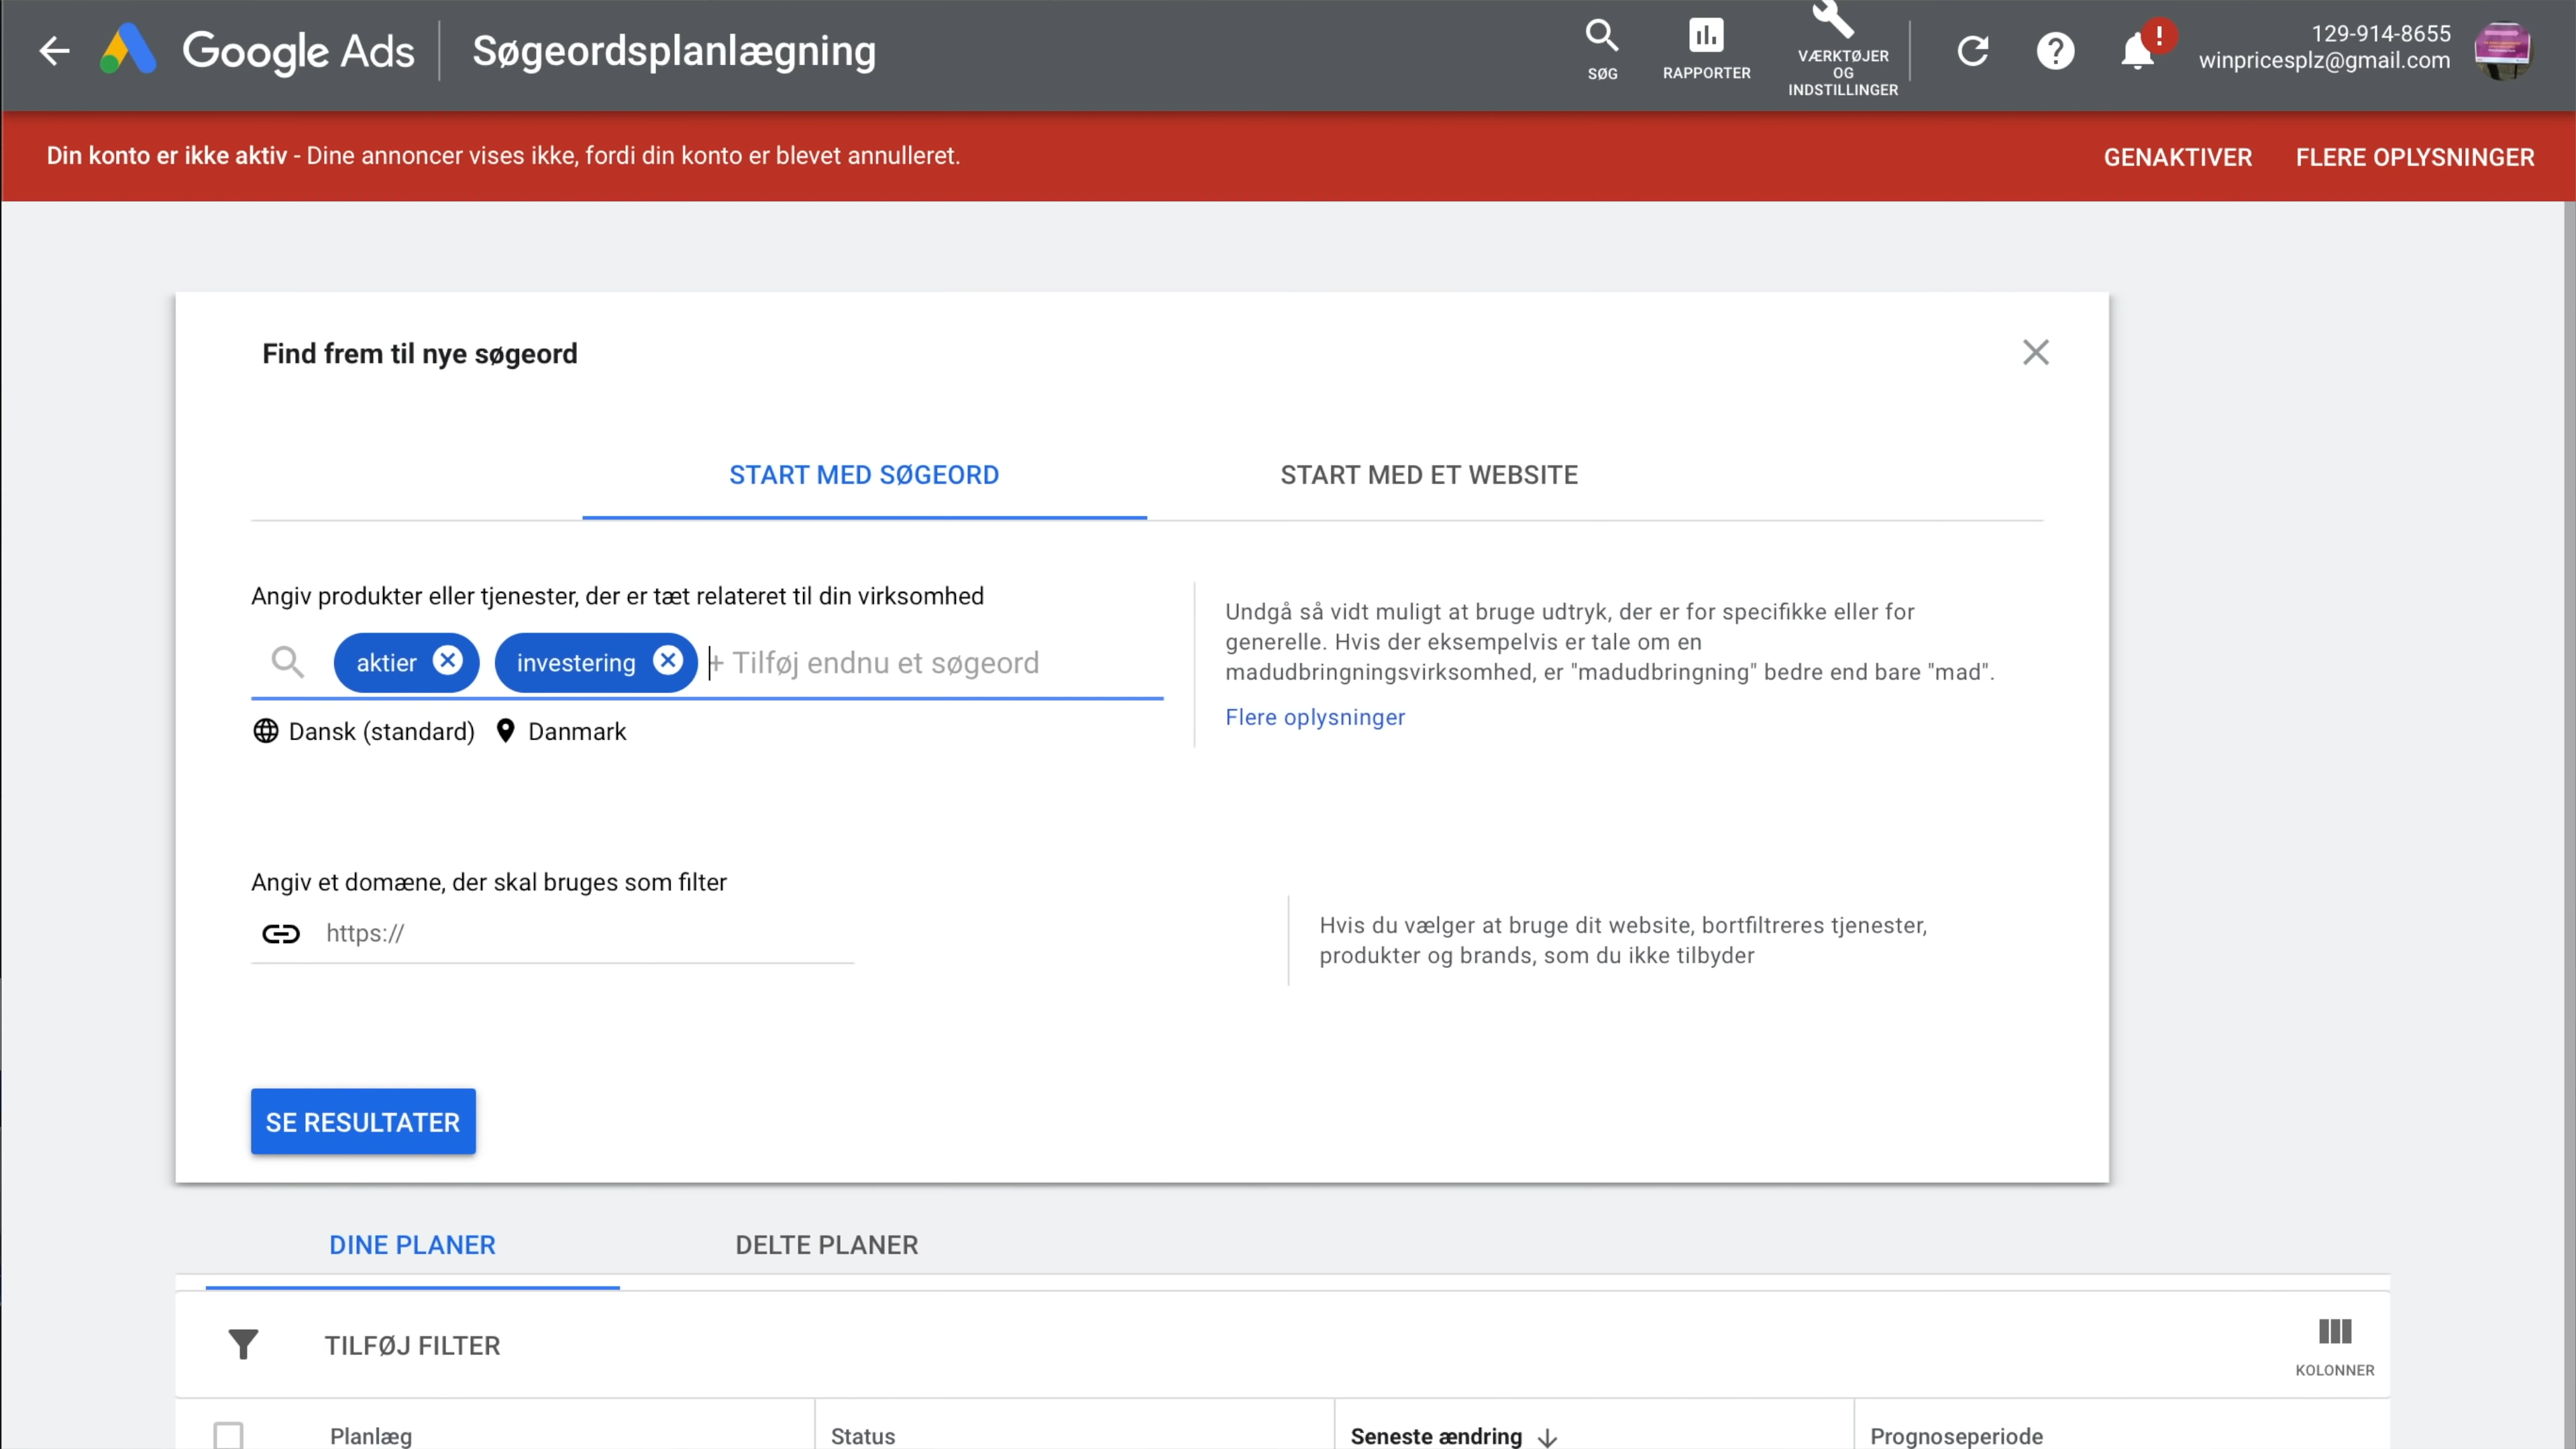 Google Ads
Søgeordsplanlægning
SØG
RAPPORTER
VÆRKTØJER
OG
INDSTILLINGER
129-914-8655
winpricesplz@gmail.com
Din konto er ikke aktiv - Dine annoncer vises ikke, fordi din konto er blevet annulleret.
GENAKTIVER
FLERE OPLYSNINGER
Find frem til nye søgeord
START MED SØGEORD
START MED ET WEBSITE
Angiv produkter eller tjenester, der er tæt relateret til din virksomhed
aktier
investering
+ Tilføj endnu et søgeord
Dansk (standard)
Danmark
Undgå så vidt muligt at bruge udtryk, der er for specifikke eller for
generelle. Hvis der eksempelvis er tale om en
madudbringningsvirksomhed, er "madudbringning" bedre end bare "mad".
Flere oplysninger
Angiv et domæne, der skal bruges som filter
https://
Hvis du vælger at bruge dit website, bortfiltreres tjenester,
produkter og brands, som du ikke tilbyder
SE RESULTATER
DINE PLANER
DELTE PLANER
TILFØJ FILTER
KOLONNER
Planlæg
Status
Seneste ændring
Prognoseperiode